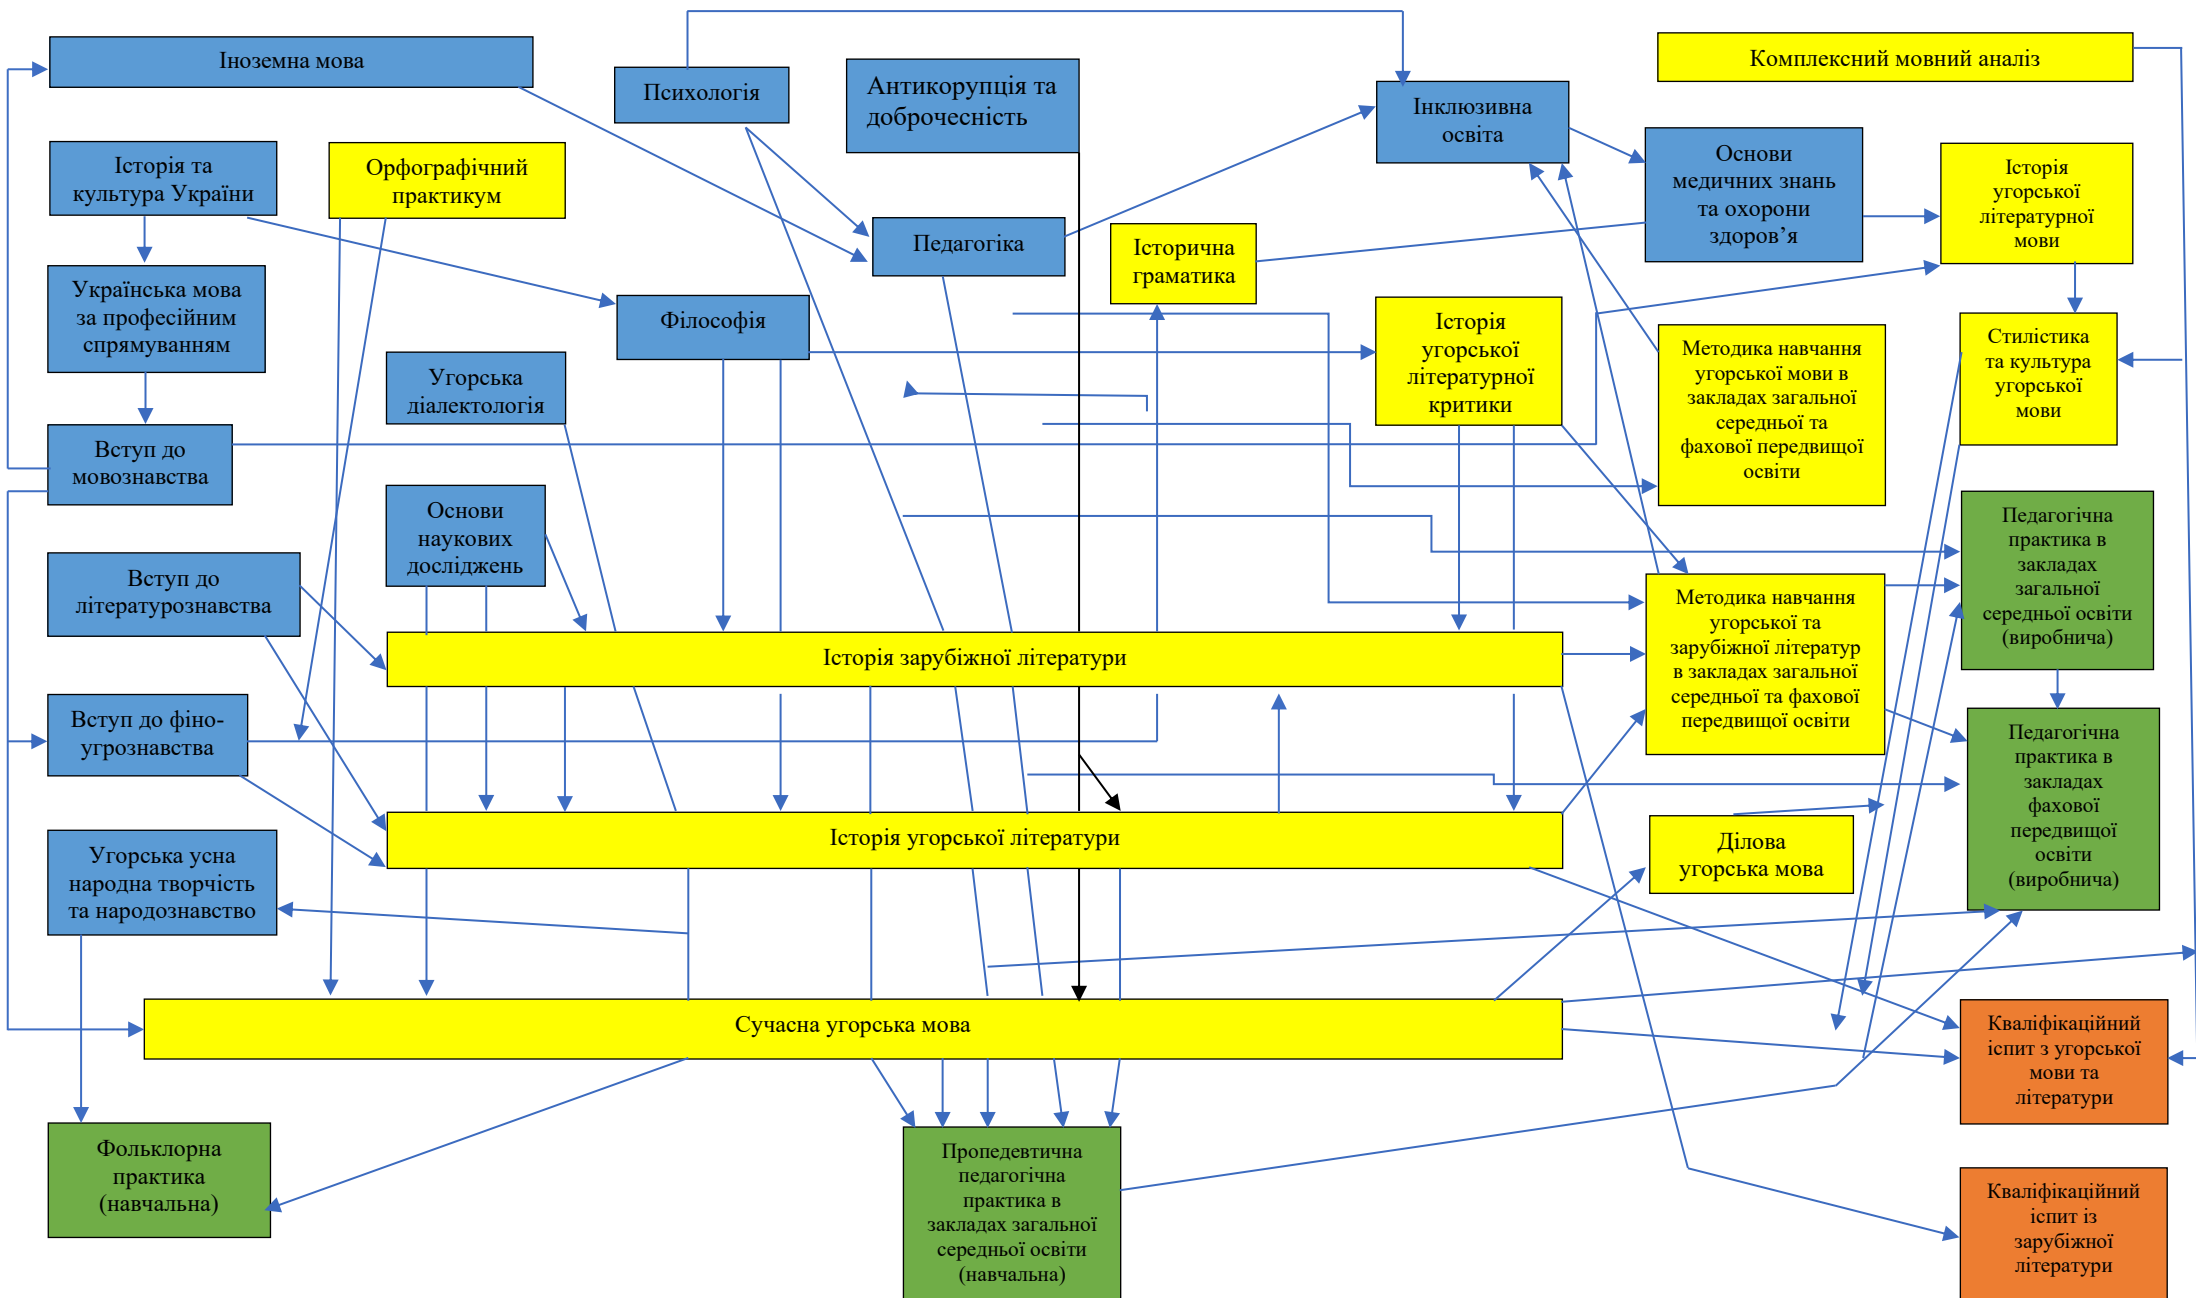 Іноземна мова
Психологія
Антикорупція та
доброчесність
Інклюзивна
освіта
Комплексний мовний аналіз
Історія та
культура України
Орфографічний
практикум
Педагогіка
Історична
граматика
Основи
медичних знань
та охорони
здоров’я
Історія
угорської
літературної
мови
Українська мова
за професійним
спрямуванням
Філософія
Угорська
діалектологія
Історія
угорської
літературної
критики
Методика навчання
угорської мови в
закладах загальної
середньої та
фахової передвищої
освіти
Стилістика
та культура
угорської
мови
Вступ до
мовознавства
Основи
наукових
досліджень
Педагогічна
практика в
закладах
загальної
середньої освіти
(виробнича)
Вступ до
літературознавства
Історія зарубіжної літератури
Методика навчання
угорської та
зарубіжної літератур
в закладах загальної
середньої та фахової
передвищої освіти
Вступ до фіно-
угрознавства
Педагогічна
практика в
закладах
фахової
передвищої
освіти
(виробнича)
Історія угорської літератури
Ділова
угорська мова
Угорська усна
народна творчість
та народознавство
Сучасна угорська мова
Кваліфікаційний
іспит з угорської
мови та
літератури
Фольклорна
практика
(навчальна)
Пропедевтична
педагогічна
практика в
закладах загальної
середньої освіти
(навчальна)
Кваліфікаційний
іспит із
зарубіжної
літератури